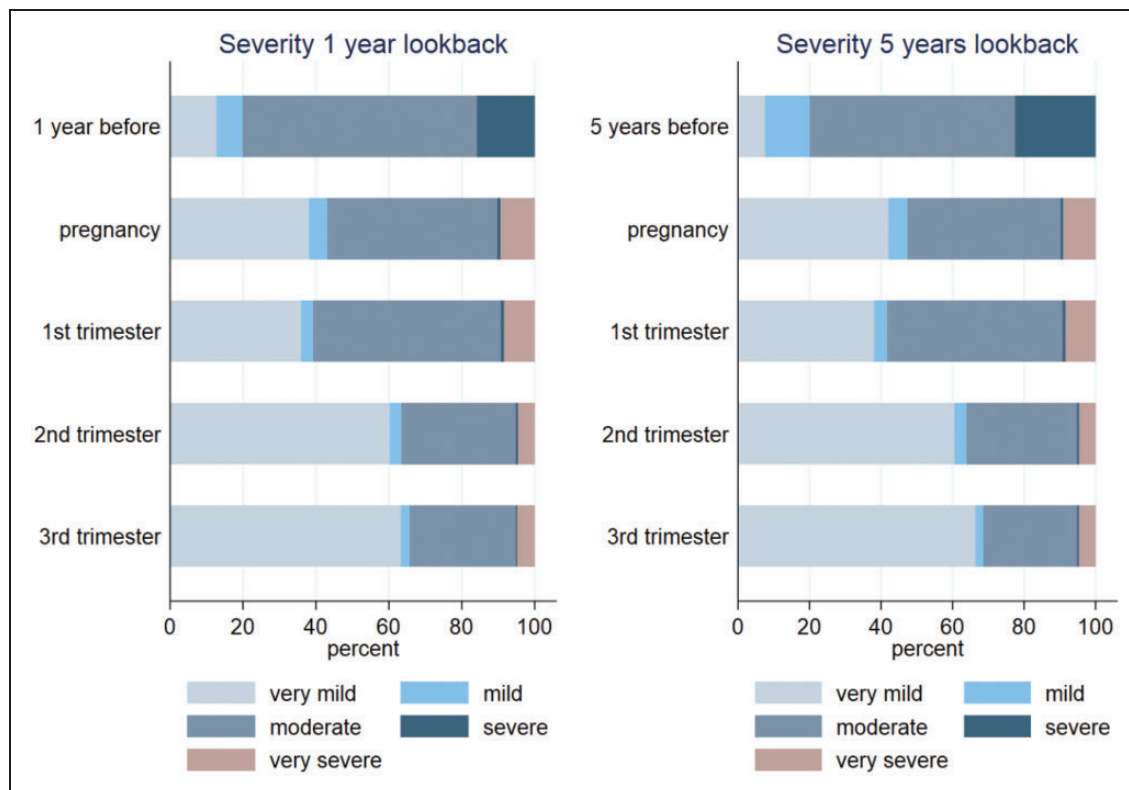 Severity 1 year lookback
1 year before
pregnancy
1st trimester
2nd trimester
3rd trimester
0 20 40 60 80 100
percent
very mild mild
moderate severe
very severe
Severity 5 years lookback
5 years before
pregnancy
1st trimester
2nd trimester
3rd trimester
0 20 40 60 80 100
percent
very mild mild
moderate severe
very severe